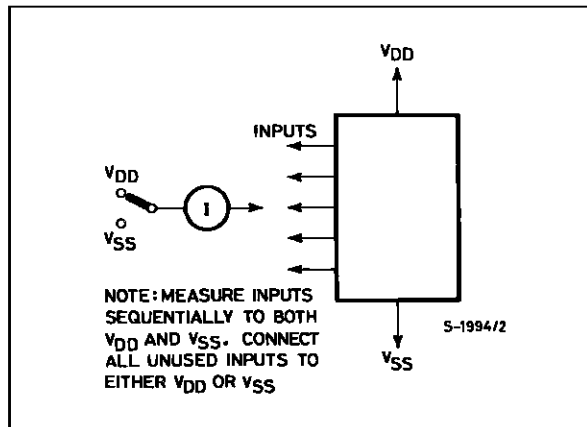 VDD
INPUTS
VDD
I
VSS
NOTE: MEASURE INPUTS
SEQUENTIALLY TO BOTH
VDD AND VSS. CONNECT
ALL UNUSED INPUTS TO
EITHER VDD OR VSS
S-1994/2
VSS